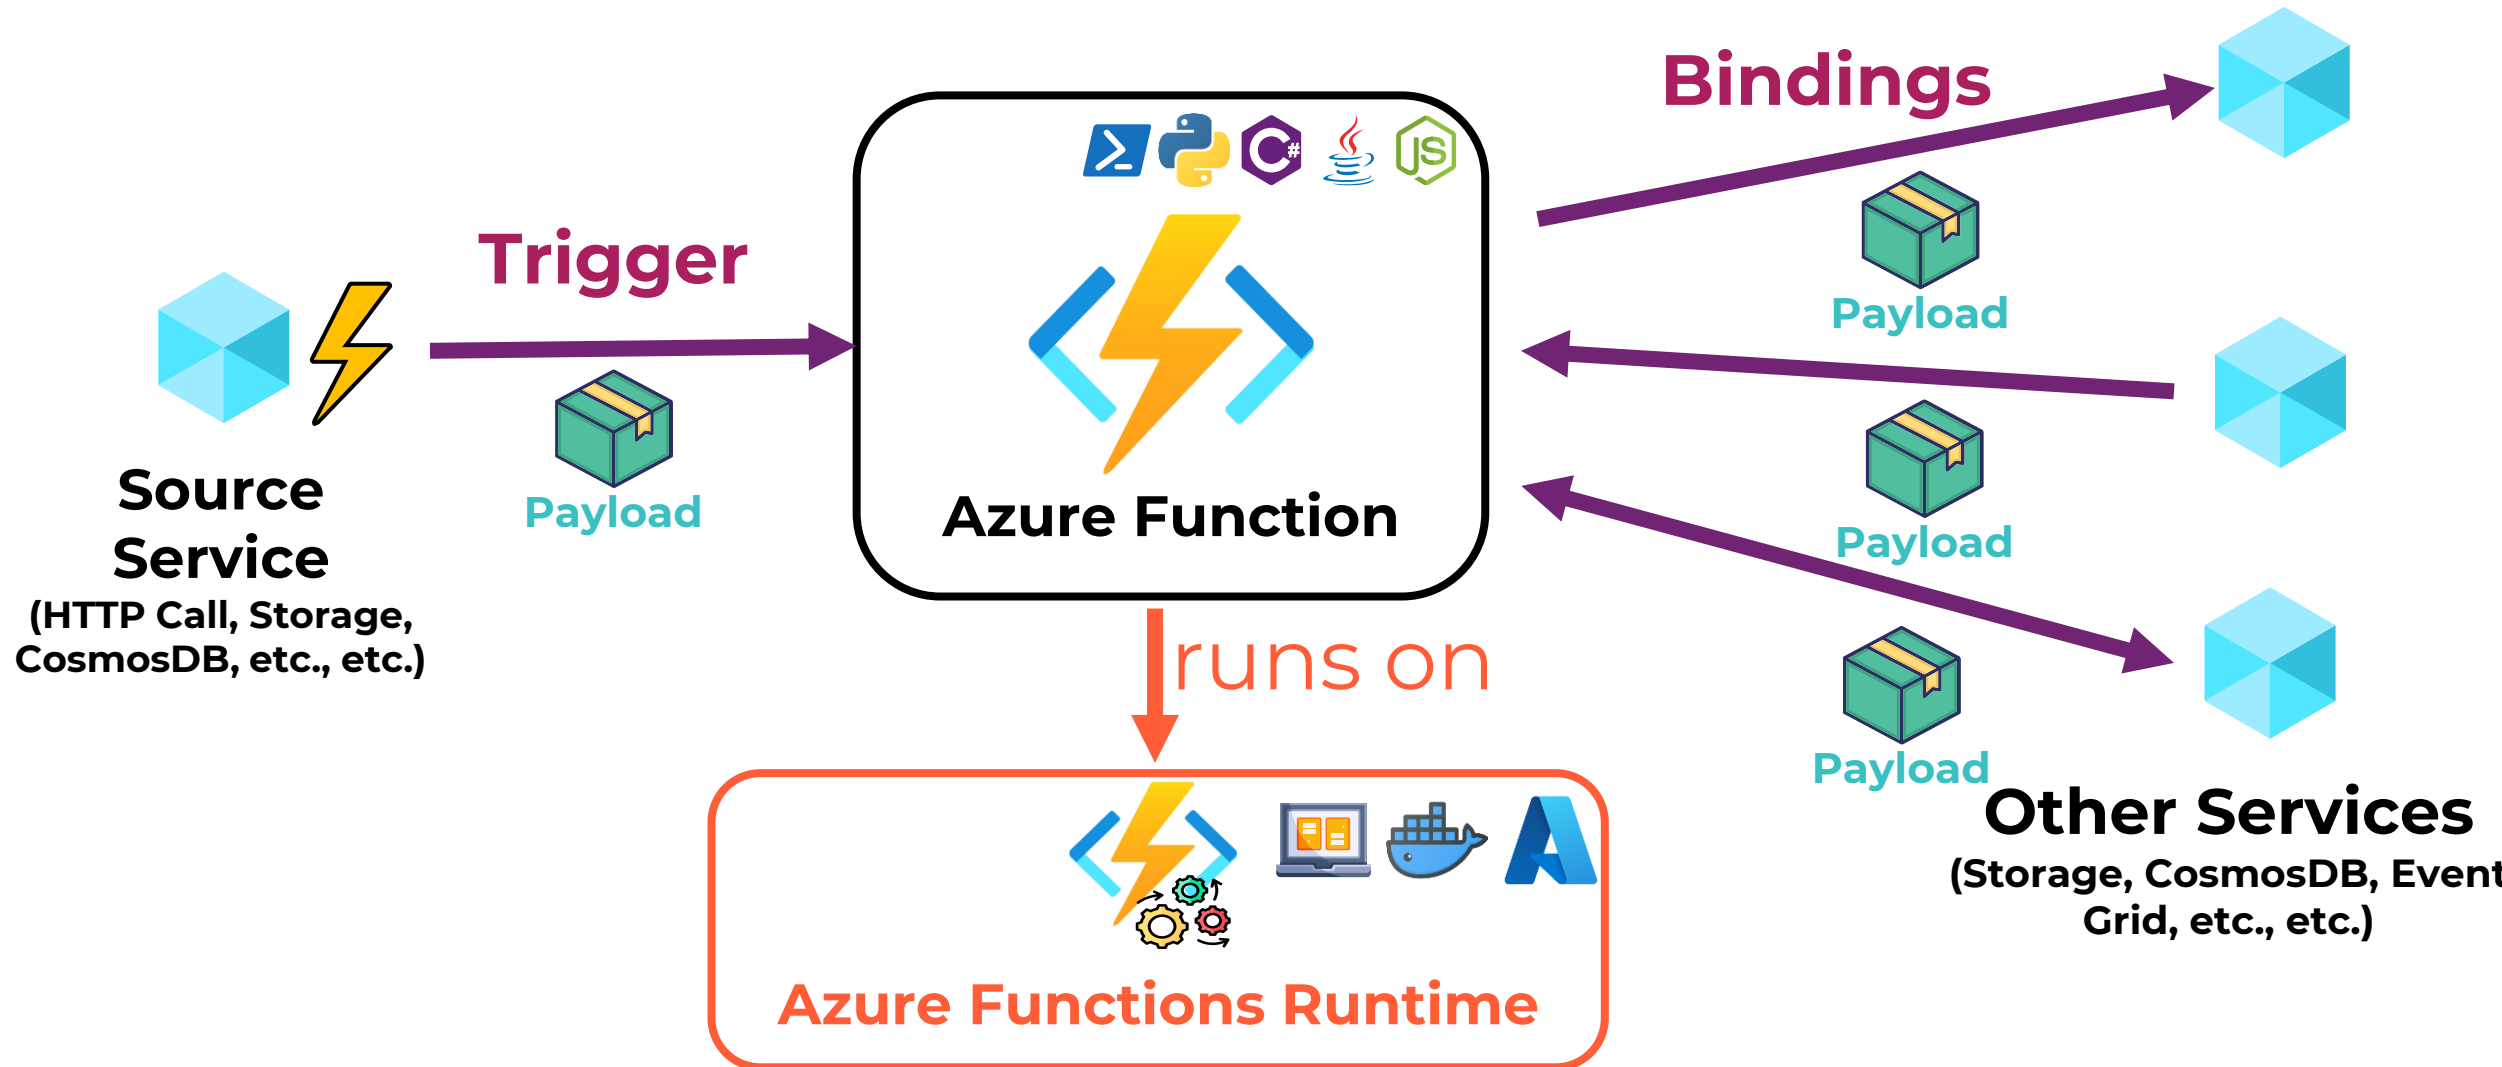 Bindings
Trigger
Payload
Source
Service
(HTTP Call, Storage,
CosmosDB, etc., etc.)
Payload
C#
JS
Azure Function
Payload
Payload
runs on
Other Services
(Storage, CosmosDB, Event
Grid, etc., etc.)
Azure Functions Runtime